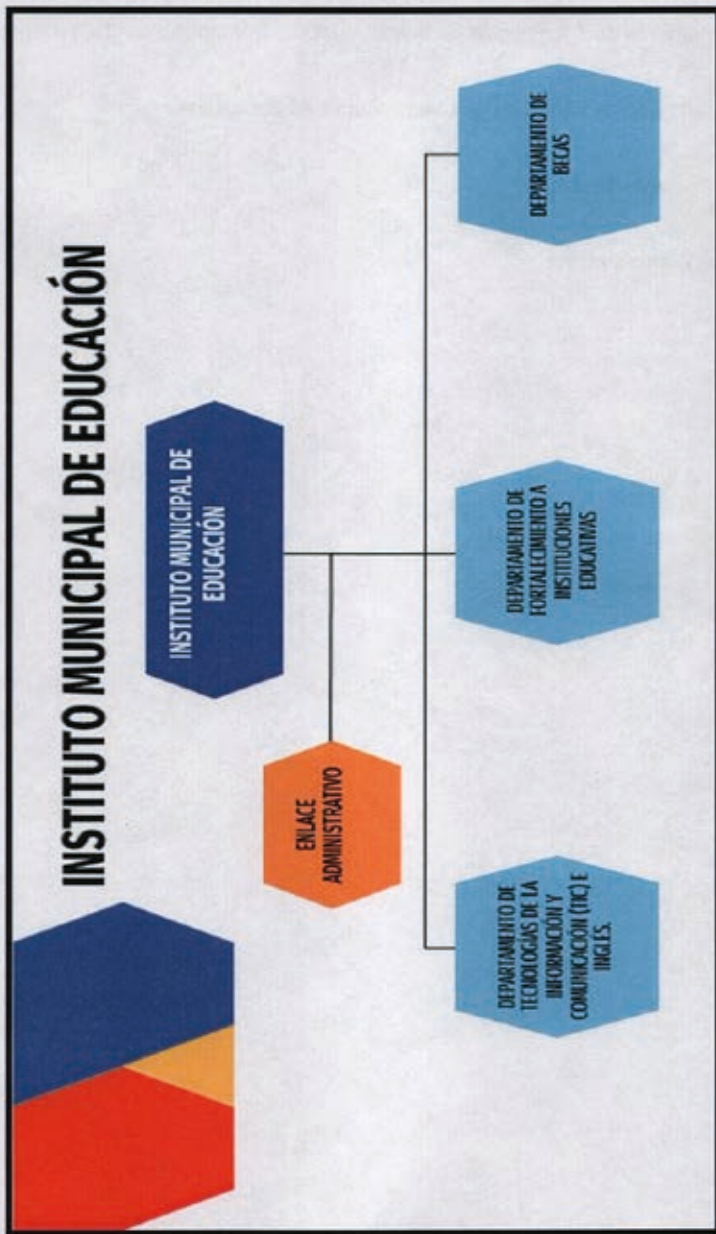 INSTITUTO MUNICIPAL DE EDUCACIÓN
INSTITUTO MUNICIPAL DE
EDUCACIÓN
ENLACE
ADMINISTRATIVO
DEPARTAMENTO DE
TECNOLOGÍAS DE LA
INFORMACIÓN Y
COMUNICACIÓN (TIC) E
INGLÉS.
DEPARTAMENTO DE
FORTALECIMIENTO A
INSTITUCIONES
EDUCATIVAS
DEPARTAMENTO DE
BECAS